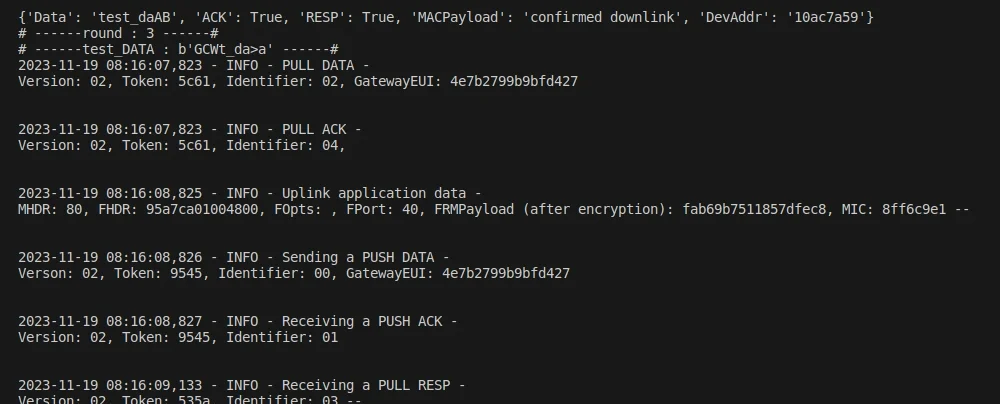 {'Data': 'test_daAB', 'ACK': True, 'RESP': True, 'MACPayload': 'confirmed downlink', 'DevAddr': '10ac7a59'}
# ------round : 3 ------#
# ------test_DATA : b'GCWt_da>a' ------#
2023-11-19 08:16:07,823 - INFO - PULL DATA -
Version: 02, Token: 5c61, Identifier: 02, GatewayEUI: 4e7b2799b9bfd427
2023-11-19 08:16:07,823 - INFO - PULL ACK -
Version: 02, Token: 5c61, Identifier: 04,
2023-11-19 08:16:08,825 - INFO - Uplink application data -
MHDR: 80, FHDR: 95a7ca01004800, FOpts: , FPort: 40, FRMPayload (after encryption): fab69b7511857dfec8, MIC: 8ff6c9e1 --
2023-11-19 08:16:08,826 - INFO - Sending a PUSH DATA -
Verson: 02, Token: 9545, Identifier: 00, GatewayEUI: 4e7b2799b9bfd427
2023-11-19 08:16:08,827 - INFO - Receiving a PUSH ACK -
Version: 02, Token: 9545, Identifier: 01
2023-11-19 08:16:09,133 - INFO - Receiving a PULL RESP -
Version: 02, Token: 535a, Identifier: 03 --